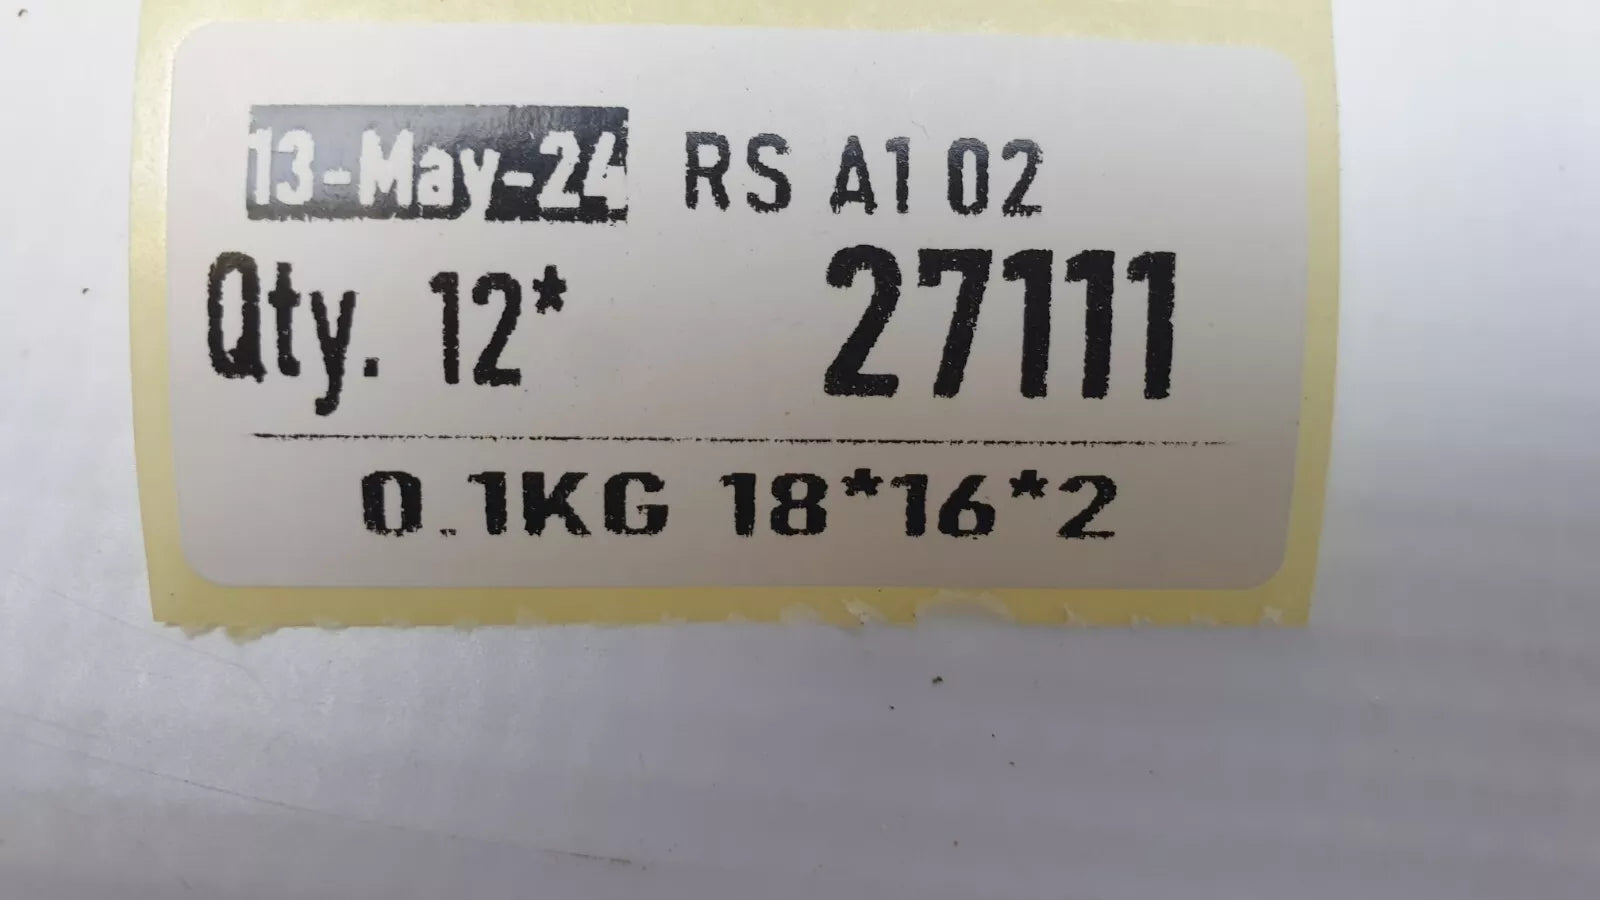 13-May-24 RS A1 02
Qty. 12* 27111
0.1KG 18*16*2